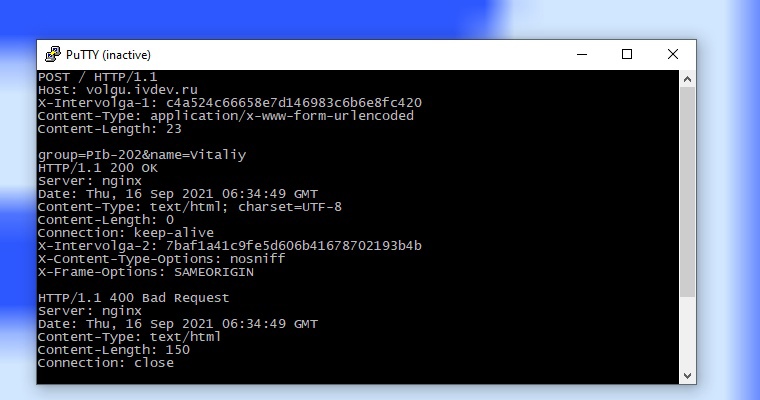 PuTTY (inactive)
POST / HTTP/1.1
Host: volgu.ivdev.ru
X-Intervolga-1: c4a524c66658e7d146983c6b6e8fc420
Content-Type: application/x-www-form-urlencoded
Content-Length: 23

group=PIb-202&name=Vitaliy
HTTP/1.1 200 OK
Server: nginx
Date: Thu, 16 Sep 2021 06:34:49 GMT
Content-Type: text/html; charset=UTF-8
Content-Length: 0
Connection: keep-alive
X-Intervolga-2: 7baf1a41c9fe5d606b41678702193b4b
X-Content-Type-Options: nosniff
X-Frame-Options: SAMEORIGIN

HTTP/1.1 400 Bad Request
Server: nginx
Date: Thu, 16 Sep 2021 06:34:49 GMT
Content-Type: text/html
Content-Length: 150
Connection: close